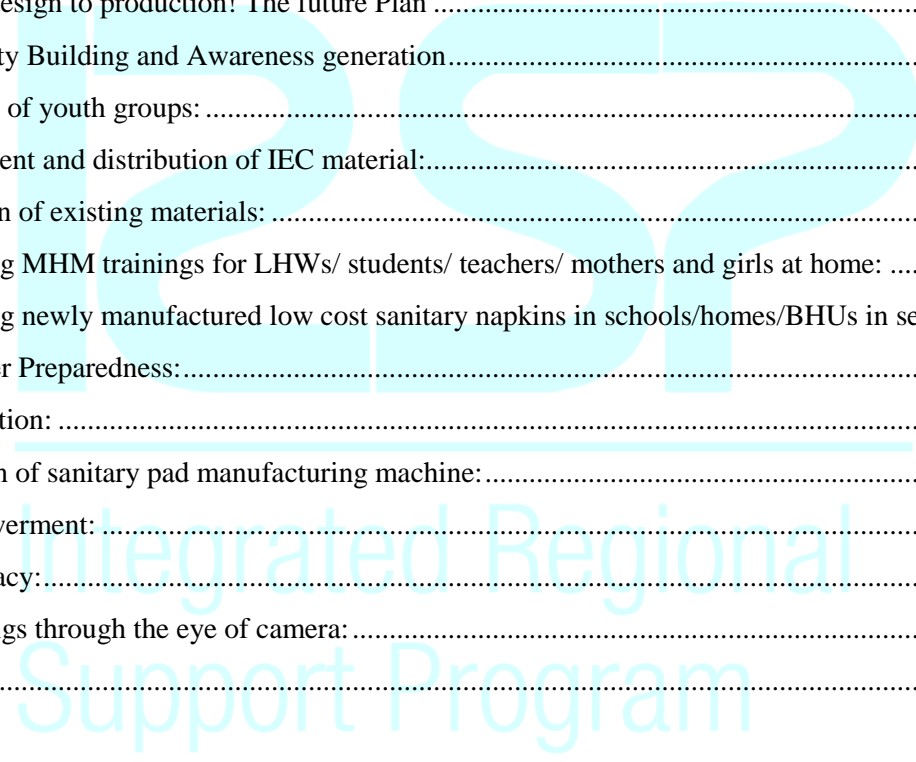 esign to production! The future Plan ................................................................
ty Building and Awareness generation................................................................
of youth groups: ................................................................
ent and distribution of IEC material:................................................................
n of existing materials: ................................................................
g MHM trainings for LHWs/ students/ teachers/ mothers and girls at home: ....
g newly manufactured low cost sanitary napkins in schools/homes/BHUs in se
r Preparedness:................................................................
tion: ................................................................
n of sanitary pad manufacturing machine:................................................................
verment: ................................................................
acy:................................................................
gs through the eye of camera: ................................................................
IRSP
Integrated Regional
Support Program